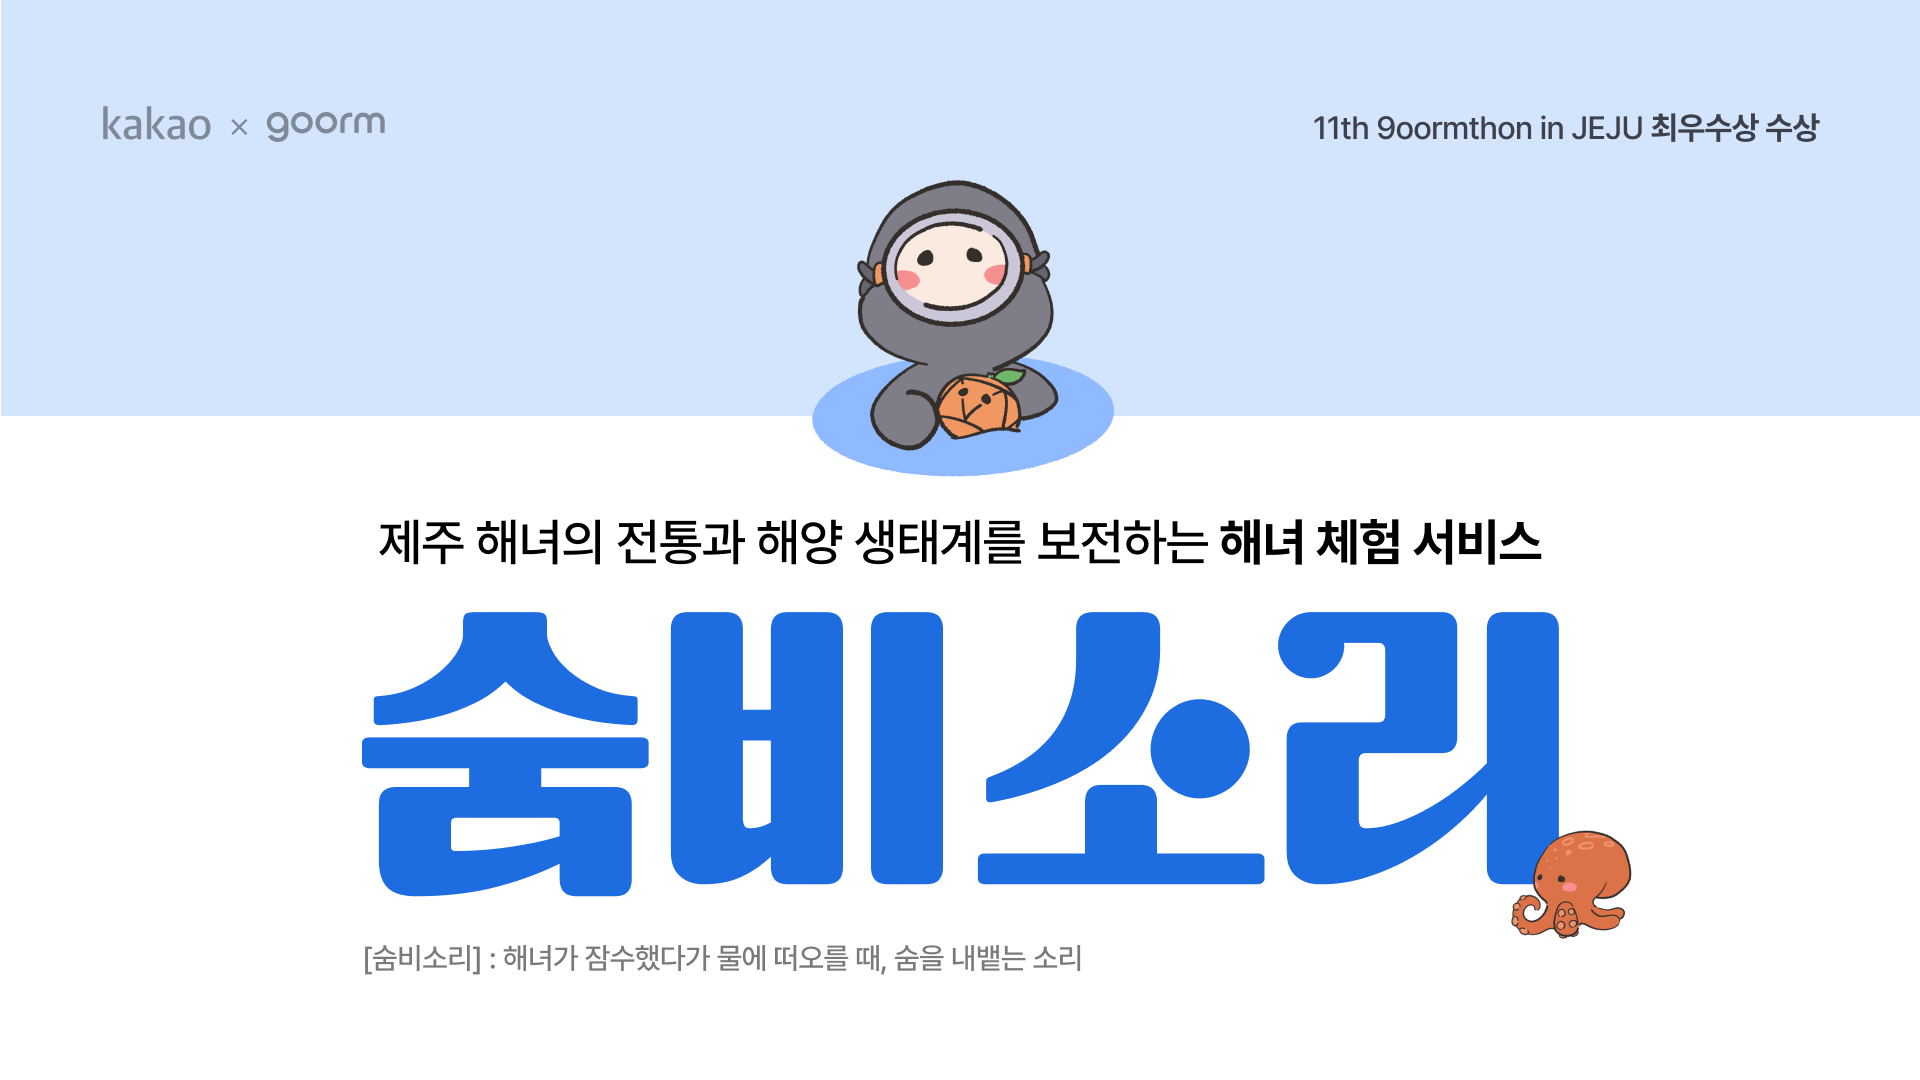 kakao × goorm
11th 9oormthon in JEJU 최우수상 수상
제주 해녀의 전통과 해양 생태계를 보전하는 해녀 체험 서비스
숨비소리
[숨비소리] : 해녀가 잠수했다가 물에 떠오를 때, 숨을 내뱉는 소리